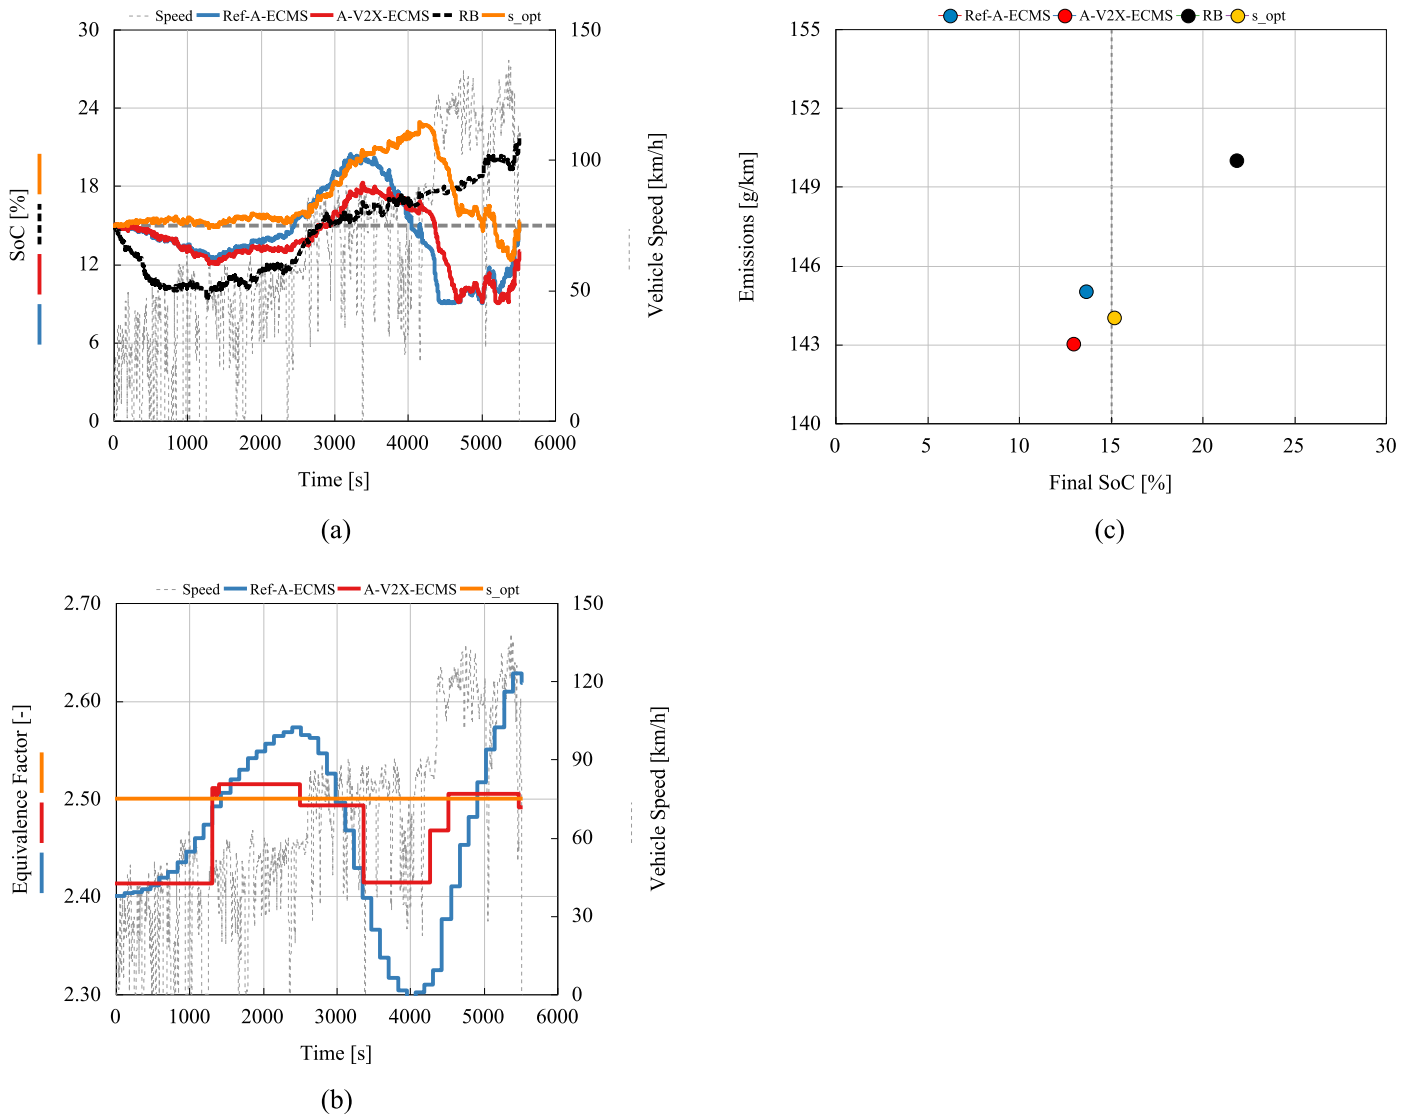 Speed Ref-A-ECMS A-V2X-ECMS RB s_opt
30
24
18
12
6
0
SoC [%]
150
100
50
0
Vehicle Speed [km/h]
0 1000 2000 3000 4000 5000 6000
Time [s]
(a)
Ref-A-ECMS A-V2X-ECMS RB s_opt
155
152
149
146
143
140
Emissions [g/km]
0 5 10 15 20 25 30
Final SoC [%]
(c)
Speed Ref-A-ECMS A-V2X-ECMS s_opt
2.70
2.60
2.50
2.40
2.30
Equivalence Factor [-]
150
120
90
60
30
0
Vehicle Speed [km/h]
0 1000 2000 3000 4000 5000 6000
Time [s]
(b)